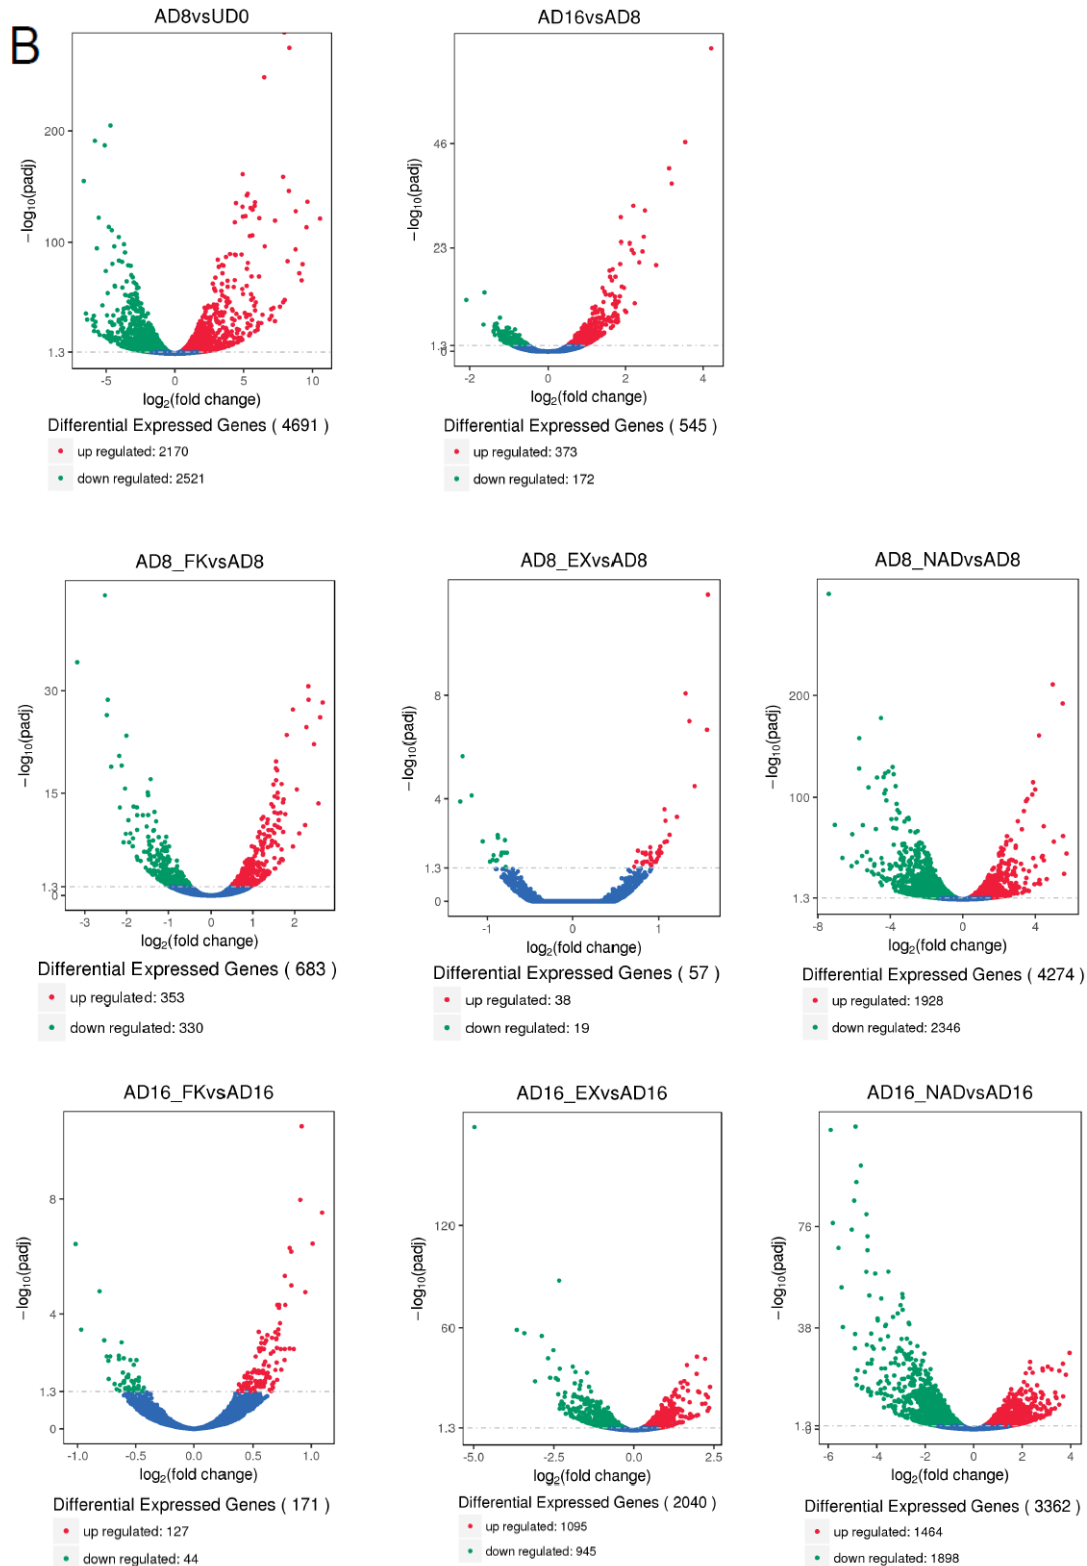 B
AD8vsUD0
AD16vsAD8
−log10(padj)
200
100
1.3
-5 0 5 10
log2(fold change)
Differential Expressed Genes ( 4691 )
up regulated: 2170
down regulated: 2521
−log10(padj)
46
23
1.3
0
-2 0 2 4
log2(fold change)
Differential Expressed Genes ( 545 )
up regulated: 373
down regulated: 172
AD8_FKvsAD8
−log10(padj)
30
15
1.3
0
-3 -2 -1 0 1 2
log2(fold change)
Differential Expressed Genes ( 683 )
up regulated: 353
down regulated: 330
AD8_EXvsAD8
−log10(padj)
8
4
1.3
0
-1 0 1
log2(fold change)
Differential Expressed Genes ( 57 )
up regulated: 38
down regulated: 19
AD8_NADvsAD8
−log10(padj)
200
100
1.3
-8 -4 0 4
log2(fold change)
Differential Expressed Genes ( 4274 )
up regulated: 1928
down regulated: 2346
AD16_FKvsAD16
−log10(padj)
8
4
1.3
0
-1.0 -0.5 0.0 0.5 1.0
log2(fold change)
Differential Expressed Genes ( 171 )
up regulated: 127
down regulated: 44
AD16_EXvsAD16
−log10(padj)
120
60
1.3
-5.0 -2.5 0.0 2.5
log2(fold change)
Differential Expressed Genes ( 2040 )
up regulated: 1095
down regulated: 945
AD16_NADvsAD16
−log10(padj)
76
38
1.3
0
-6 -4 -2 0 2 4
log2(fold change)
Differential Expressed Genes ( 3362 )
up regulated: 1464
down regulated: 1898